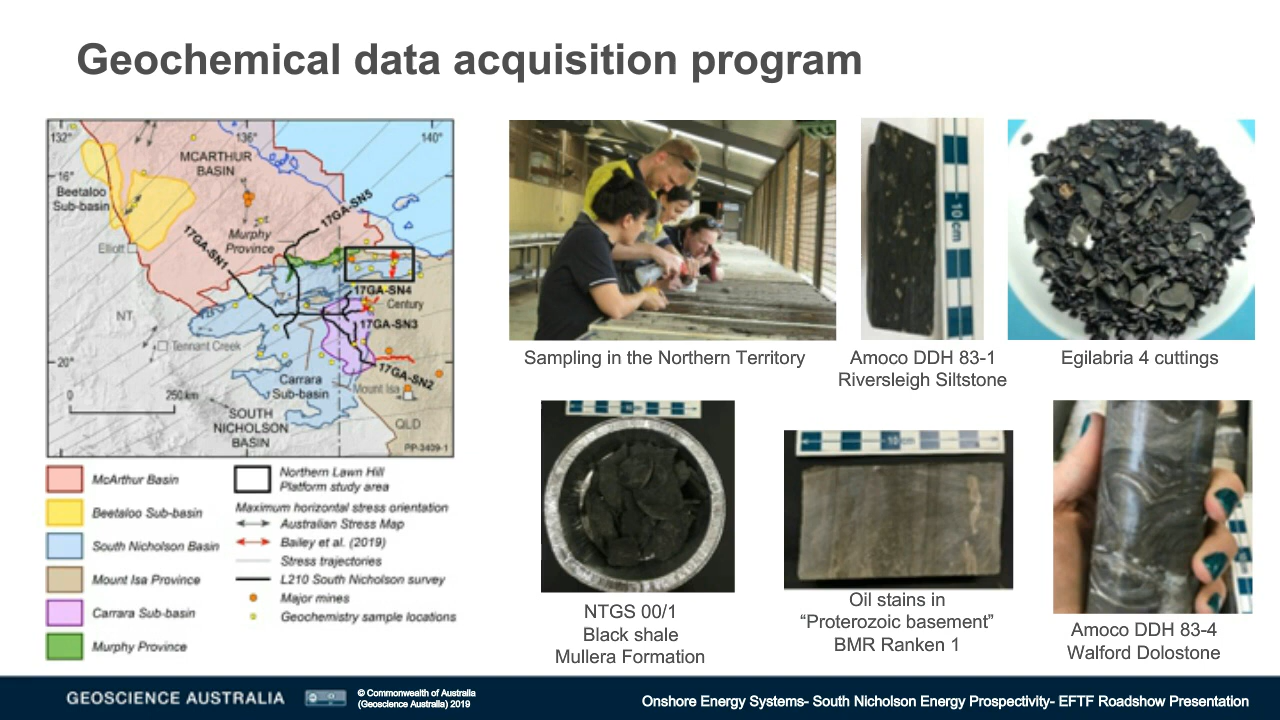 Geochemical data acquisition program
132°
136°
140°
16°
20°
MCARTHUR
BASIN
Beetaloo
Sub-basin
17GA-SN5
Murphy
Province
17GA-SN1
Elliott
17GA-SN4
Century
NT
17GA-SN3
Tennant Creek
17GA-SN2
Carrara
Sub-basin
Mount Isa
0
250 km
SOUTH
NICHOLSON
BASIN
QLD
PP-3409-1
McArthur Basin
Beetaloo Sub-basin
South Nicholson Basin
Mount Isa Province
Carrara Sub-basin
Murphy Province
Northern Lawn Hill
Platform study area
Maximum horizontal stress orientation
Australian Stress Map
Bailey et al. (2019)
Stress trajectories
L210 South Nicholson survey
Major mines
Geochemistry sample locations
Sampling in the Northern Territory
10 cm
Amoco DDH 83-1
Riversleigh Siltstone
Egilabria 4 cuttings
NTGS 00/1
Black shale
Mullera Formation
10
Oil stains in
“Proterozoic basement”
BMR Ranken 1
Amoco DDH 83-4
Walford Dolostone
GEOSCIENCE AUSTRALIA
© Commonwealth of Australia
(Geoscience Australia) 2019
Onshore Energy Systems- South Nicholson Energy Prospectivity- EFTF Roadshow Presentation